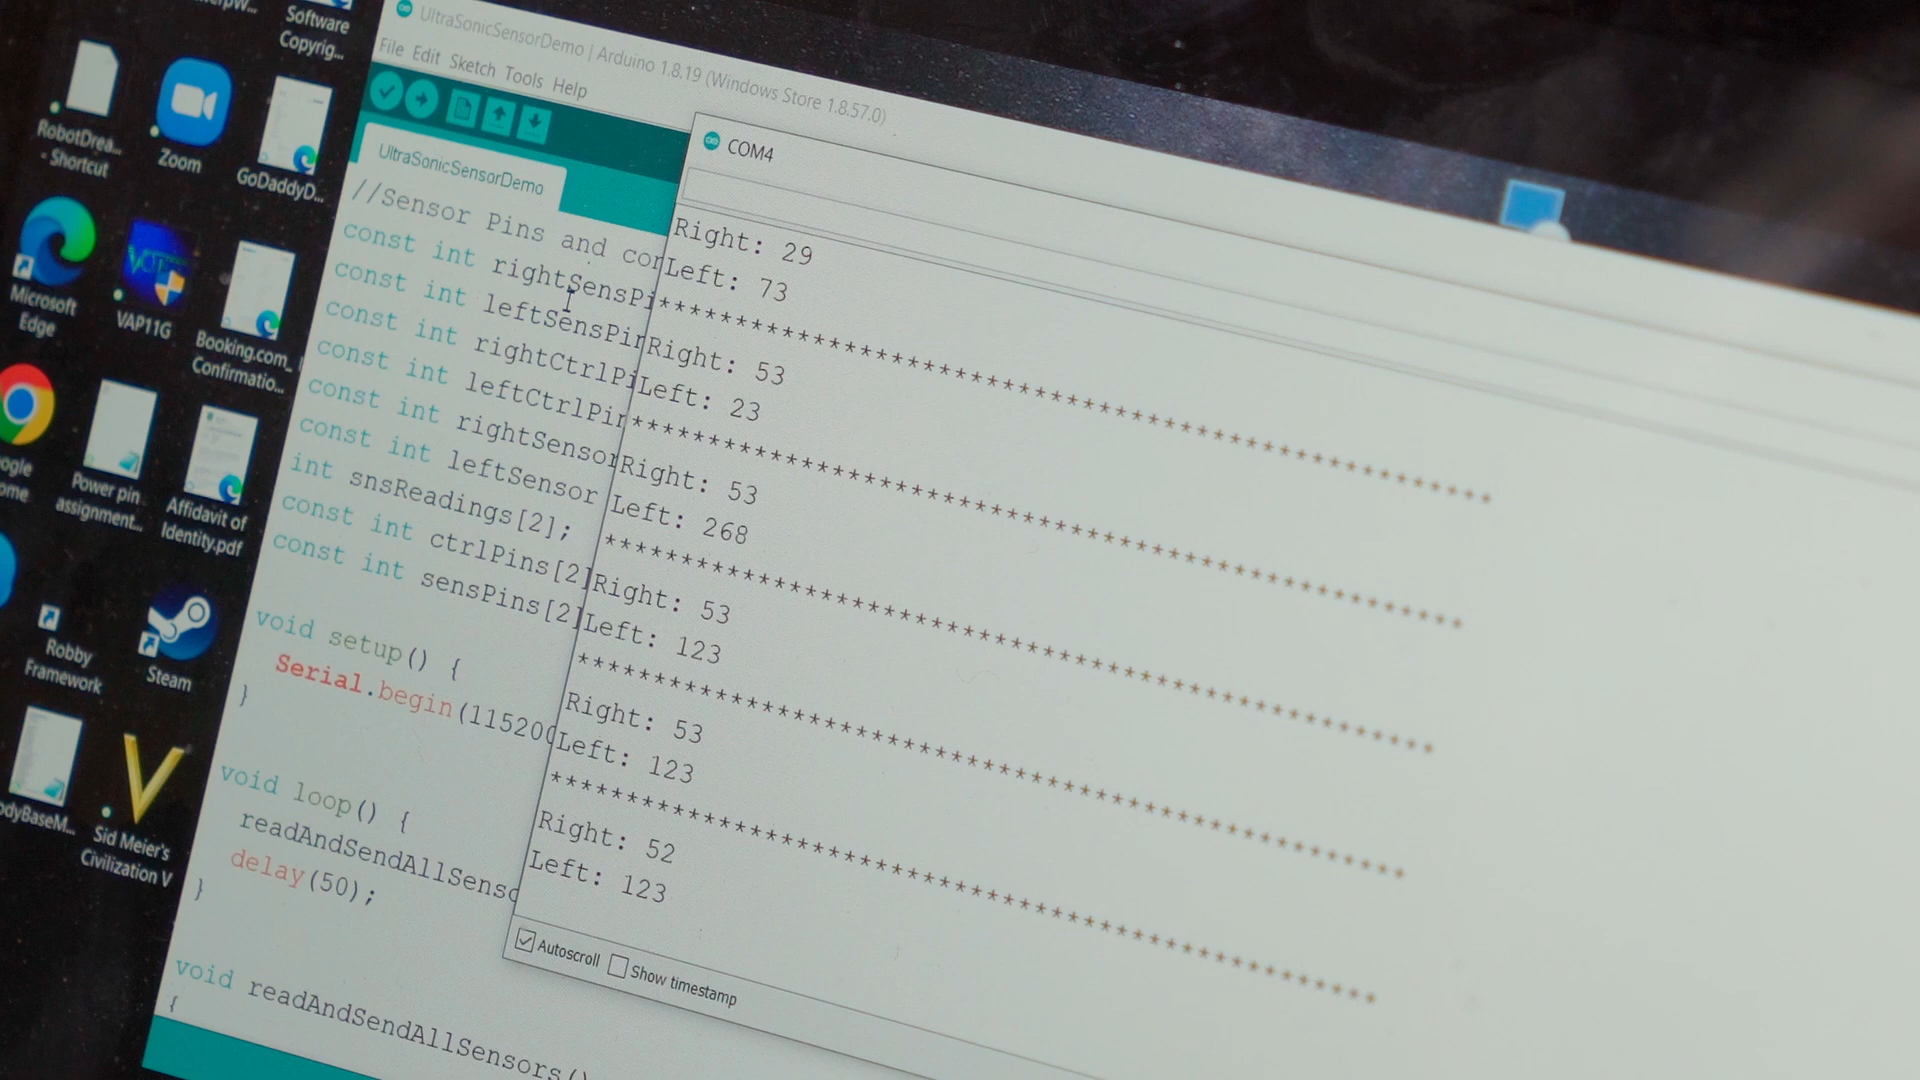 Software
Copyrig...
RobotDrea...
- Shortcut
Zoom
GoDaddyD...
Microsoft
Edge
VAP11G
Booking.com_
Confirmatio...
Power pin
assignment...
Affidavit of
Identity.pdf
Robby
Framework
Steam
Sid Meier's
Civilization V
UltraSonicSensorDemo | Arduino 1.8.19 (Windows Store 1.8.57.0)
File Edit Sketch Tools Help
UltraSonicSensorDemo
//Sensor Pins and con
const int rightSensPi
const int leftSensPin
const int rightCtrlPi
const int leftCtrlPin
const int rightSensor
const int leftSensor
int snsReadings[2];
const int ctrlPins[2]
const int sensPins[2]
void setup() {
Serial.begin(115200
}
void loop() {
readAndSendAllSenso
delay(50);
}
void readAndSendAllSensors()
{
COM4
Right: 29
Left: 73
Right: 53
Left: 23
Right: 53
Left: 268
Right: 53
Left: 123
Right: 53
Left: 123
Right: 52
Left: 123
Autoscroll Show timestamp